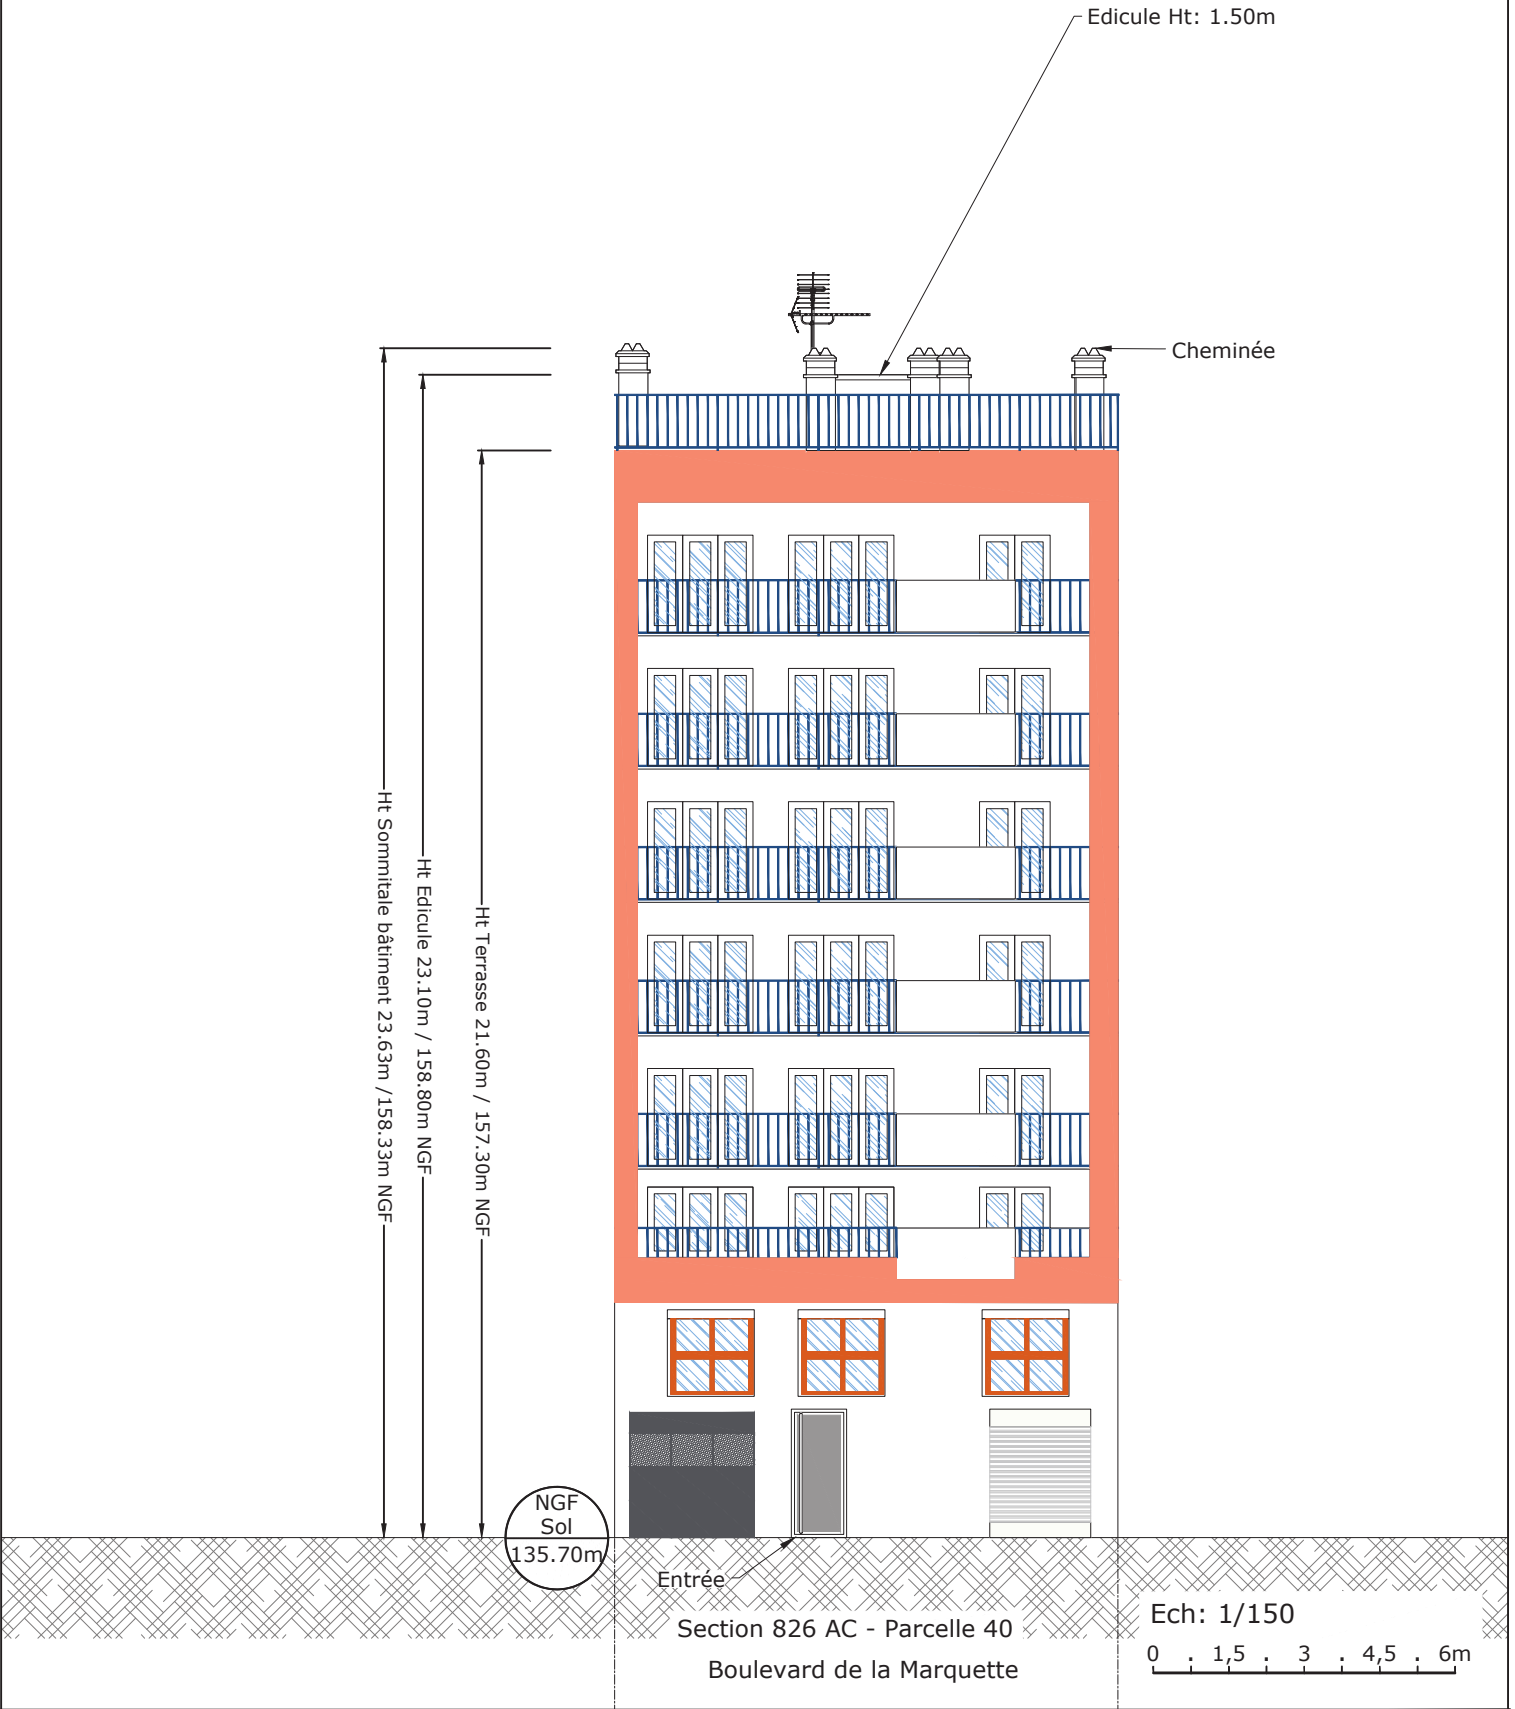 Edicule Ht: 1.50m
Cheminée
Ht Sommitale bâtiment 23.63m /158.33m NGF
Ht Edicule 23.10m / 158.80m NGF
Ht Terrasse 21.60m / 157.30m NGF
NGF
Sol
135.70m
Entrée
Section 826 AC - Parcelle 40
Boulevard de la Marquette
Ech: 1/150
0 . 1,5 . 3 . 4,5 . 6m